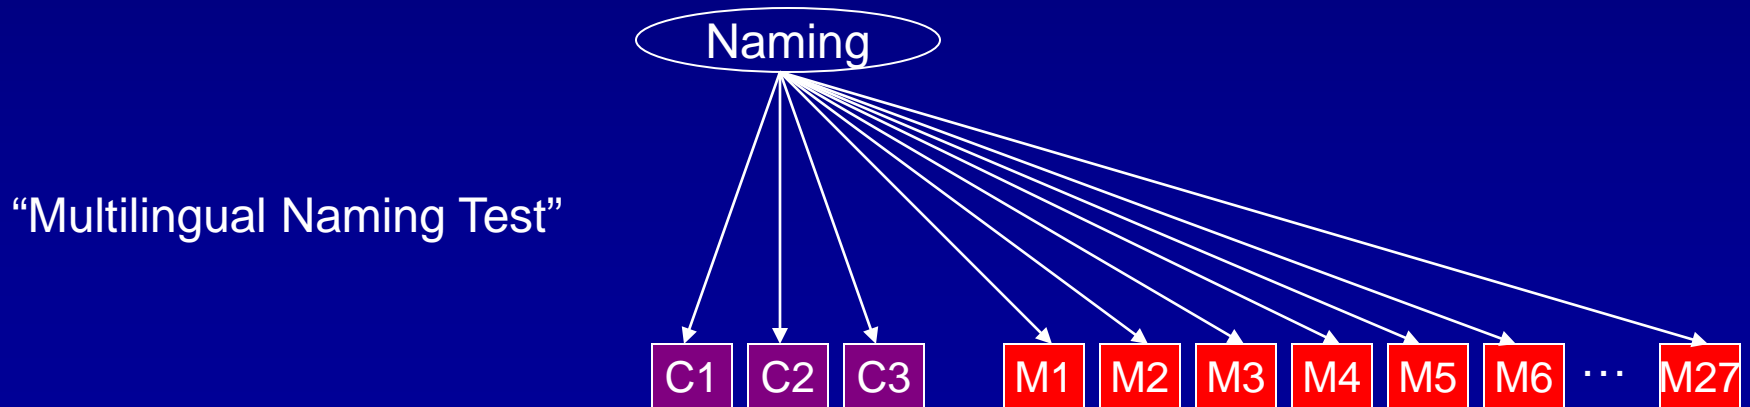 Naming
“Multilingual Naming Test”
C1 C2 C3 M1 M2 M3 M4 M5 M6 … M27